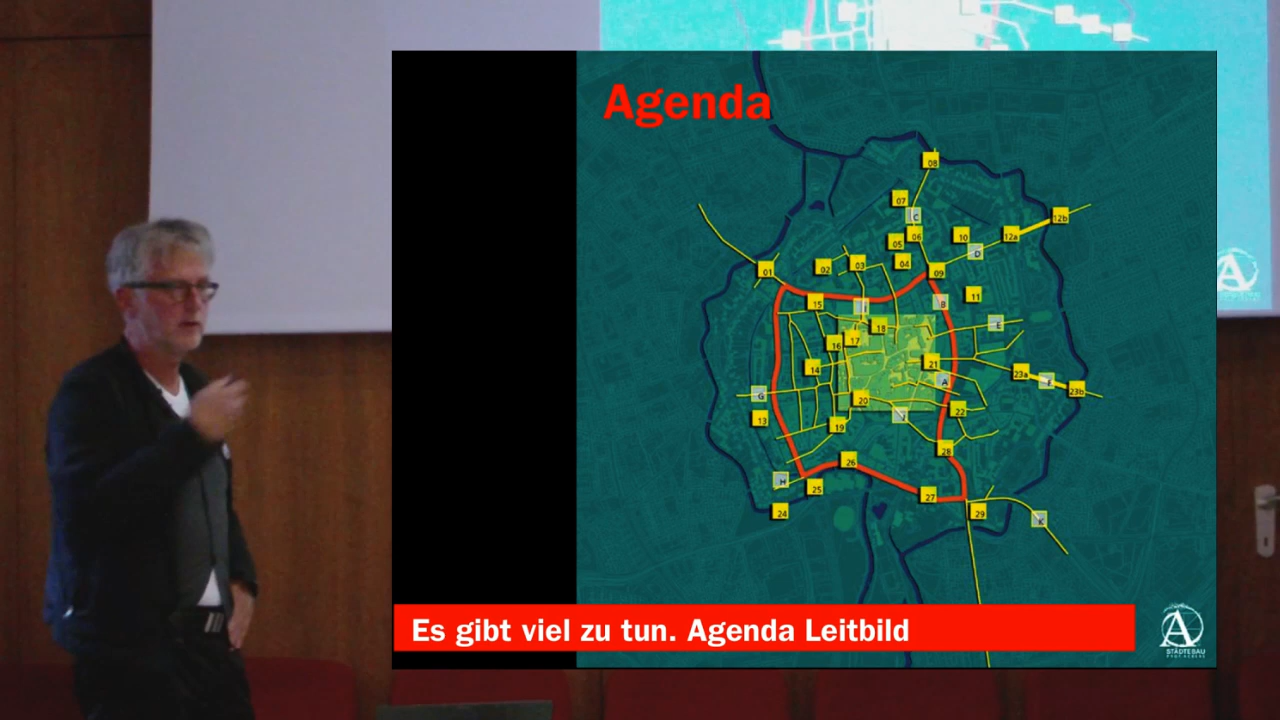 Agenda
08
07
C
12b
06
05
10
12a
D
04
03
02
01
09
11
15
I
B
18
E
17
16
21
14
23a
F
A
23b
G
20
22
13
J
19
28
26
H
25
27
24
29
K
Es gibt viel zu tun. Agenda Leitbild
A
STÄDTEBAU